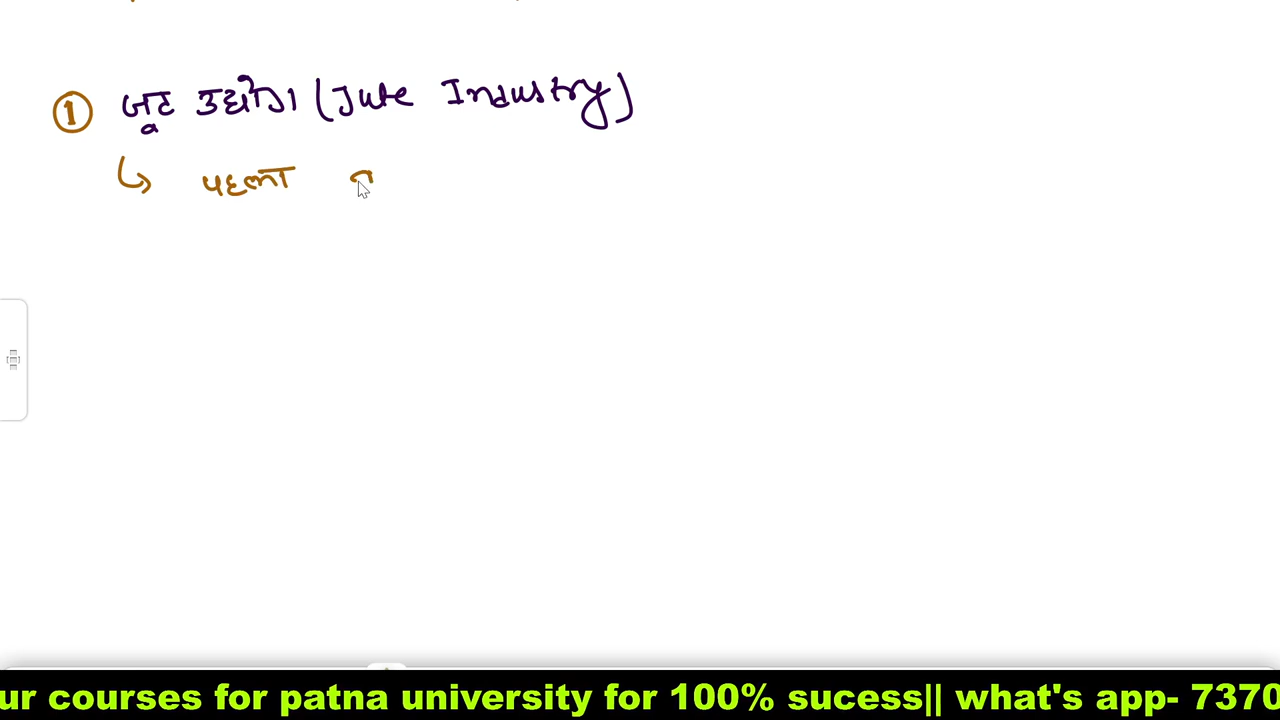 ① जूट उद्योग (Jute Industry)
↳ पहला
ur courses for patna university for 100% sucess|| what's app- 7370